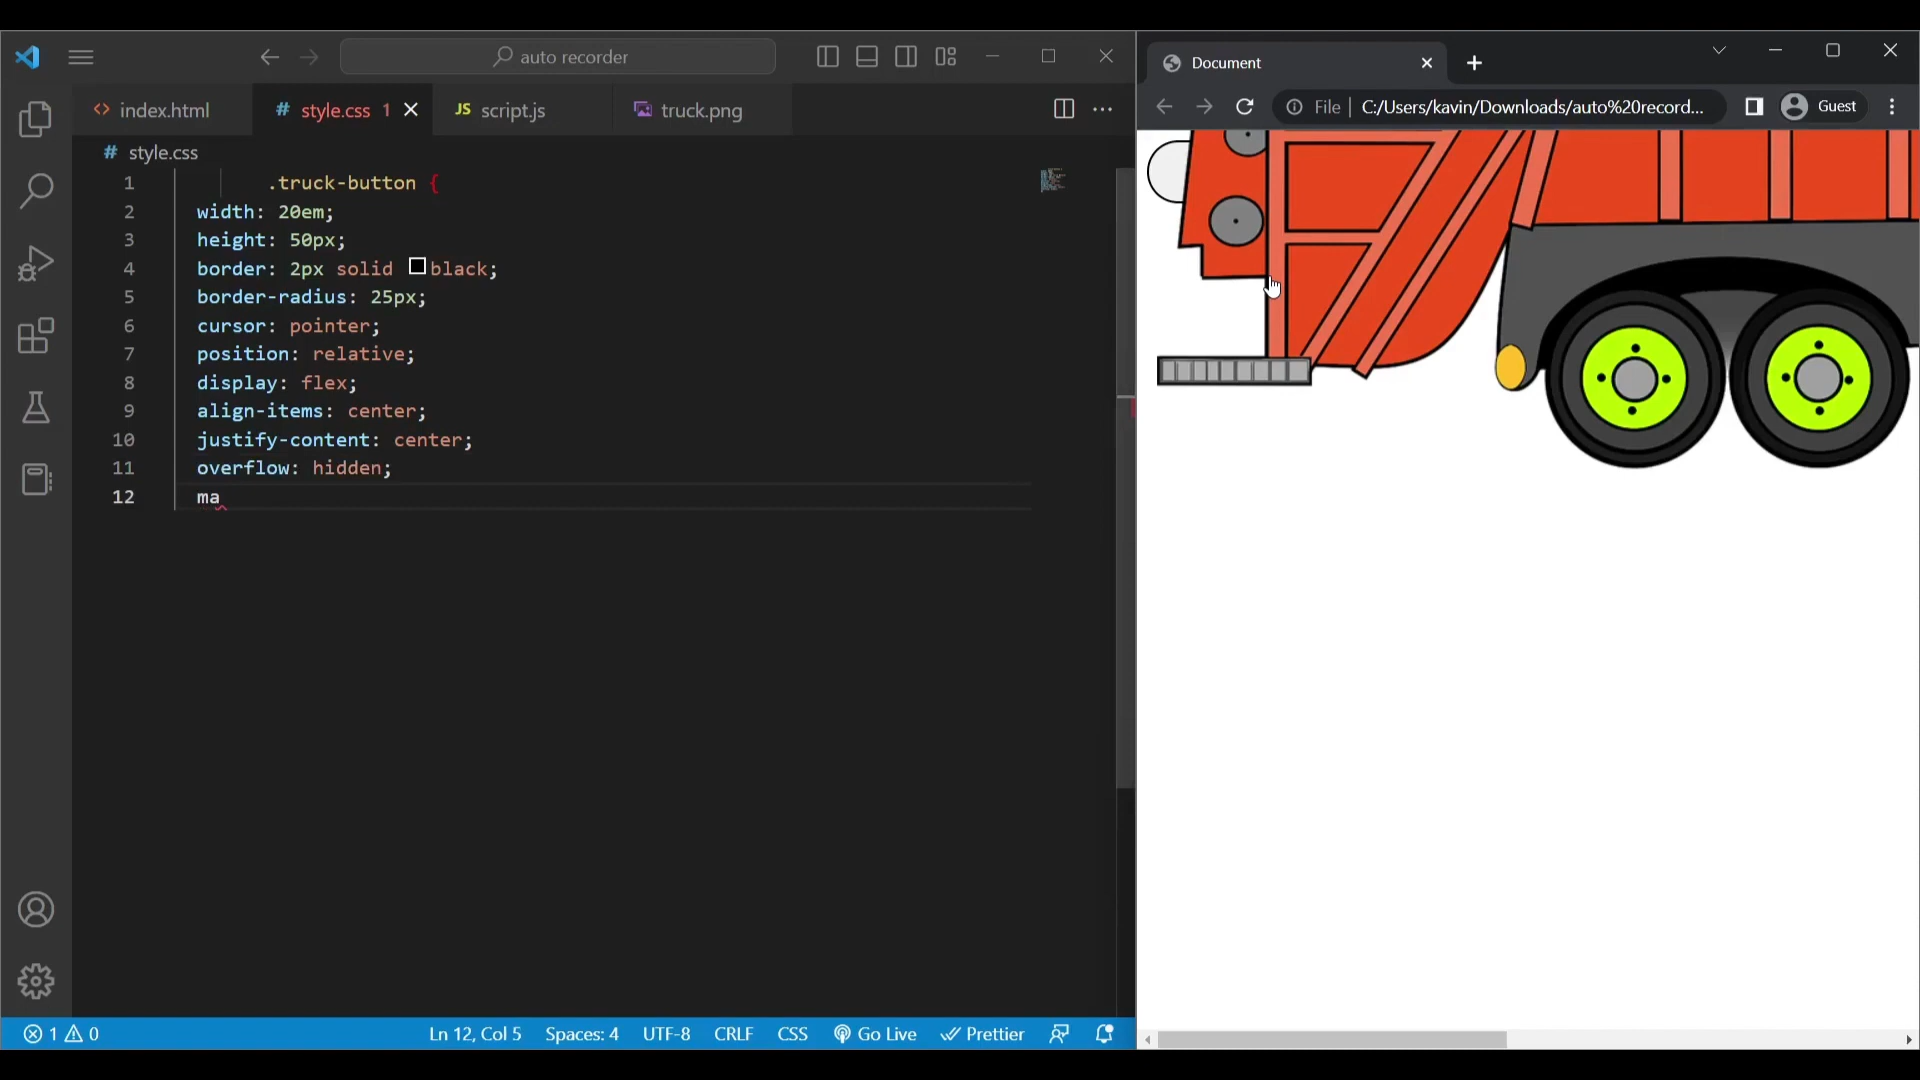 auto recorder
index.html
style.css 1
JS script.js
truck.png
# style.css
1 .truck-button {
2 width: 20em;
3 height: 50px;
4 border: 2px solid black;
5 border-radius: 25px;
6 cursor: pointer;
7 position: relative;
8 display: flex;
9 align-items: center;
10 justify-content: center;
11 overflow: hidden;
12 ma
1 0 Ln 12, Col 5 Spaces: 4 UTF-8 CRLF CSS Go Live Prettier
Document
File C:/Users/kavin/Downloads/auto%20record... Guest